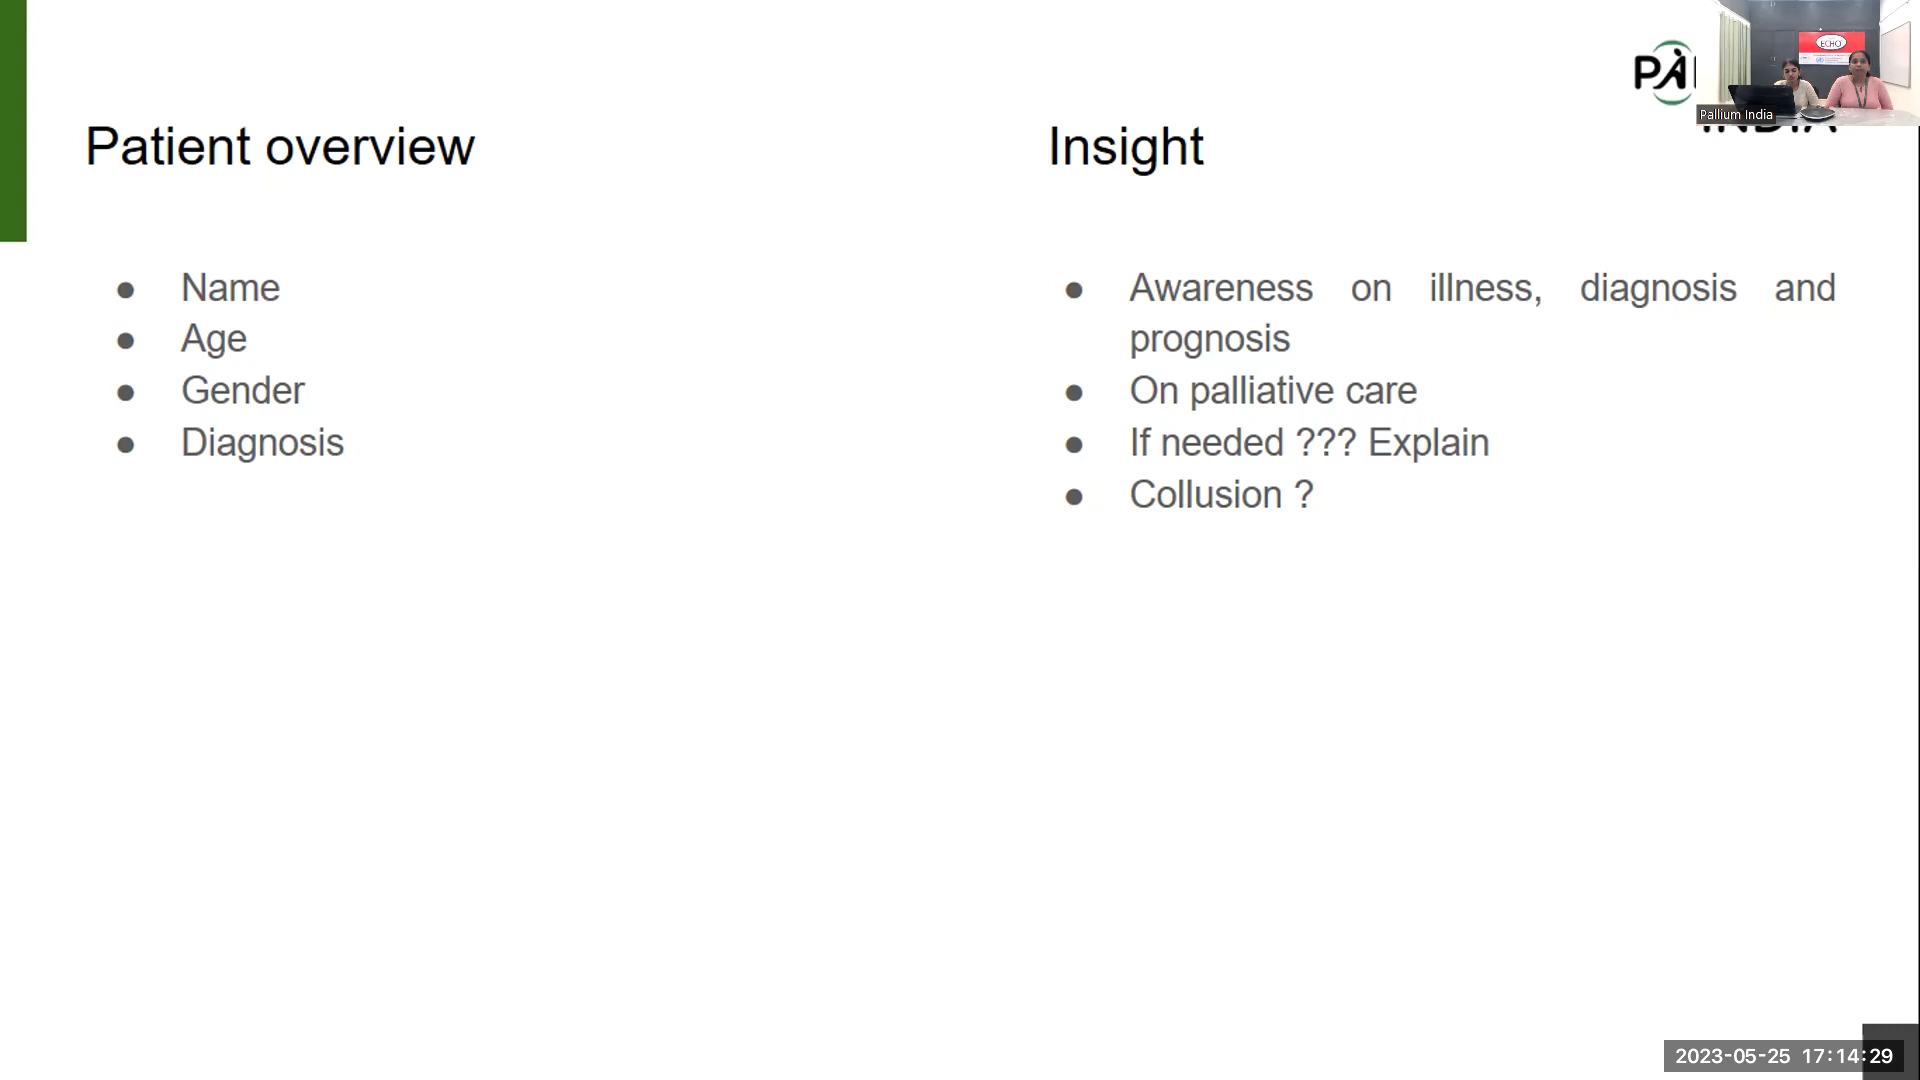 Patient overview
Name
Age
Gender
Diagnosis
Insight
Awareness on illness, diagnosis and
prognosis
On palliative care
If needed ??? Explain
Collusion ?
ECHO
Pallium India
INDIA
2023-05-25 17:14:29